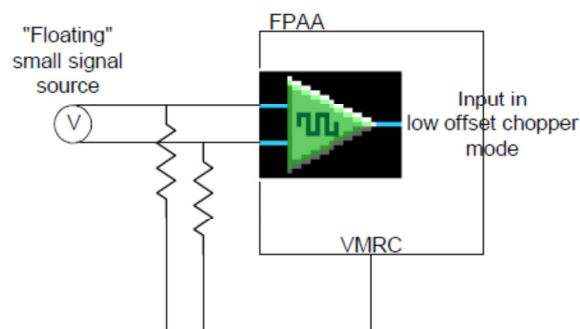 "Floating"
small signal
source
V
FPAA
Input in
low offset chopper
mode
VMRC